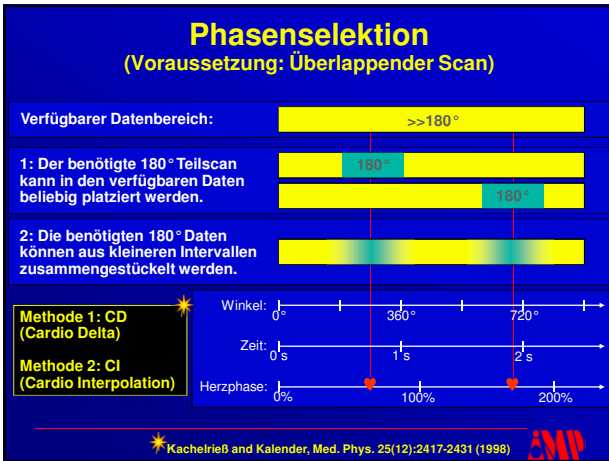 Phasenselektion
(Voraussetzung: Überlappender Scan)
Verfügbarer Datenbereich:
>>180°
1: Der benötigte 180° Teilscan
kann in den verfügbaren Daten
beliebig platziert werden.
180°
180°
2: Die benötigten 180° Daten
können aus kleineren Intervallen
zusammengestückelt werden.
Methode 1: CD
(Cardio Delta)
Methode 2: CI
(Cardio Interpolation)
Winkel:
0° 360° 720°
Zeit:
0's 1's 2's
Herzphase:
0% 100% 200%
Kachelrieß and Kalender, Med. Phys. 25(12):2417-2431 (1998)
iMP